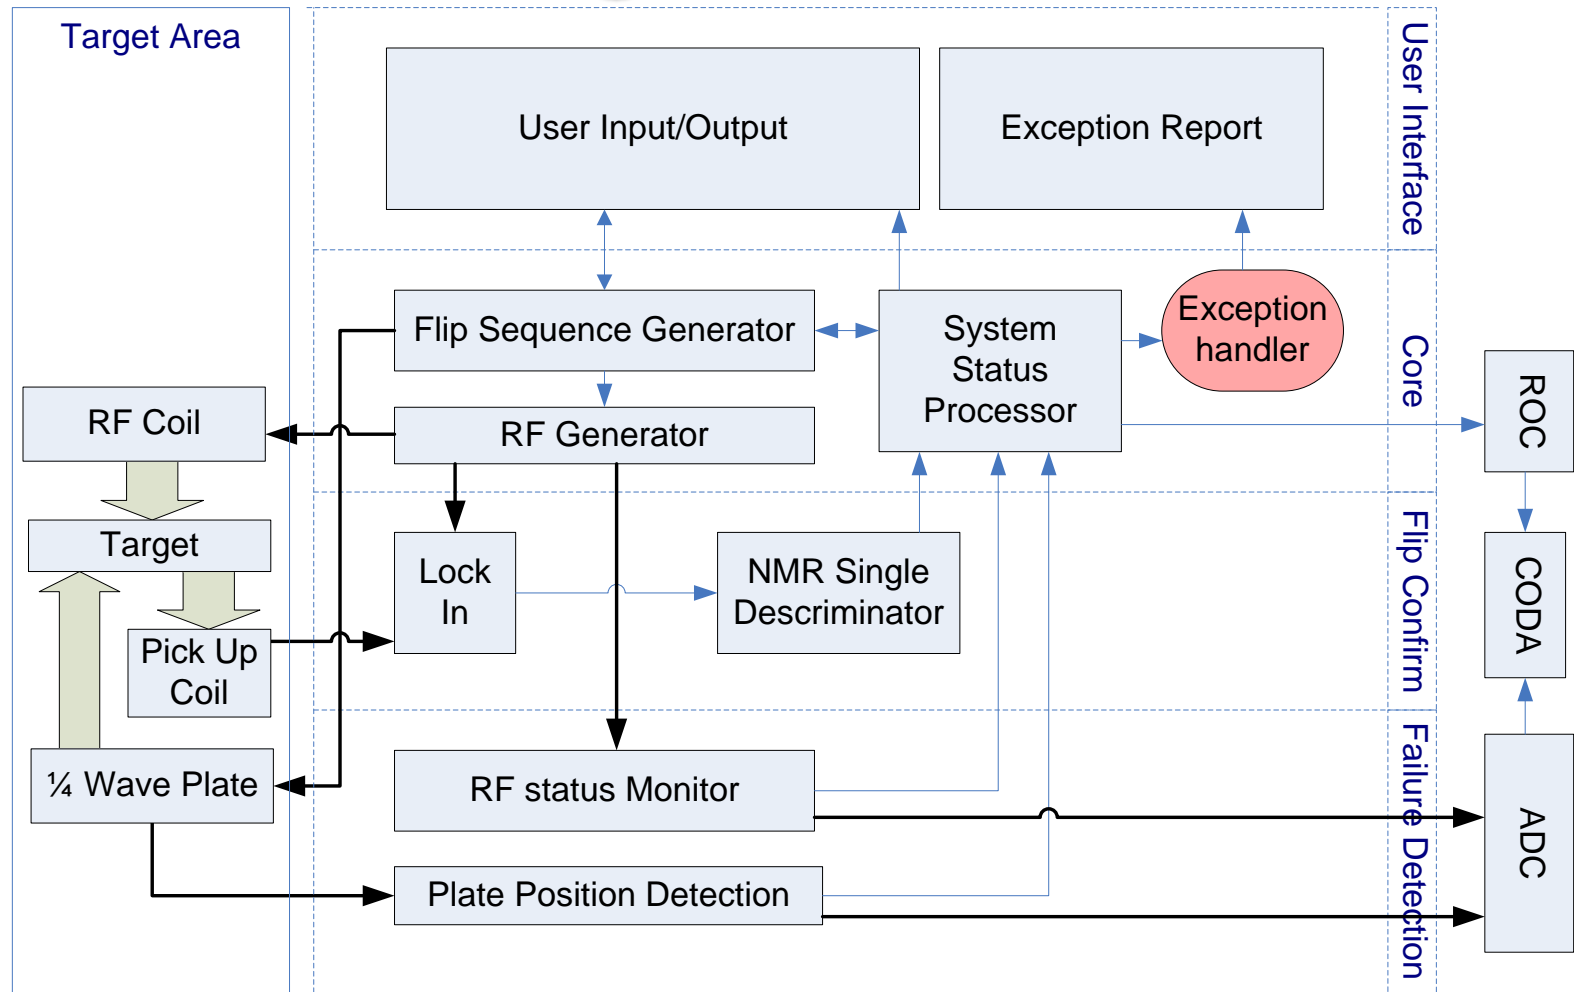 Target Area
User Input/Output
Exception Report
User Interface
Flip Sequence Generator
System
Status
Processor
Exception
handler
Core
RF Coil
RF Generator
ROC
Target
Lock
In
NMR Single
Descriminator
Flip Confirm
CODA
Pick Up
Coil
¼ Wave Plate
RF status Monitor
Failure Detection
ADC
Plate Position Detection